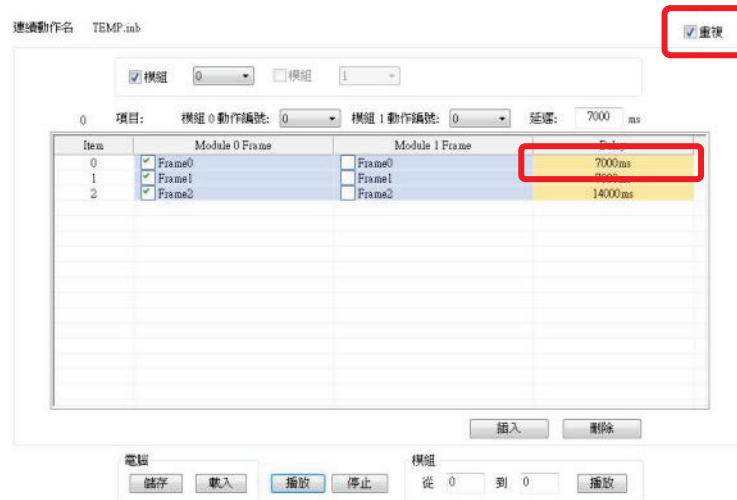 連續動作名 TEMP.inb
重複
模組 0 模組 1
0 項目: 模組 0 動作編號: 0 模組 1 動作編號: 0 延遲: 7000 ms
Item Module 0 Frame Module 1 Frame
0 Frame0 Frame0 7000ms
1 Frame1 Frame1
2 Frame2 Frame2 14000ms
插入 刪除
電腦 模組
儲存 載入 播放 停止 從 0 到 0 播放